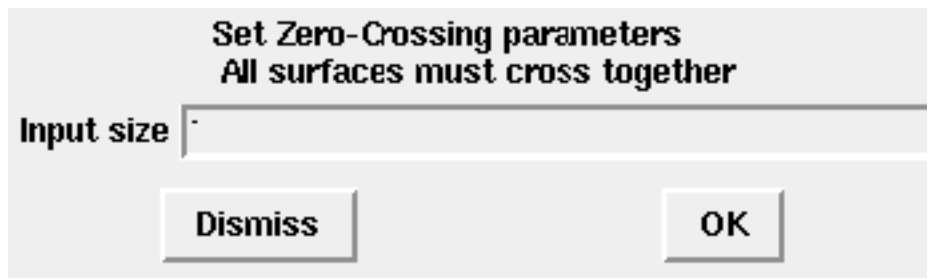 Set Zero-Crossing parameters
All surfaces must cross together
Input size
Dismiss OK